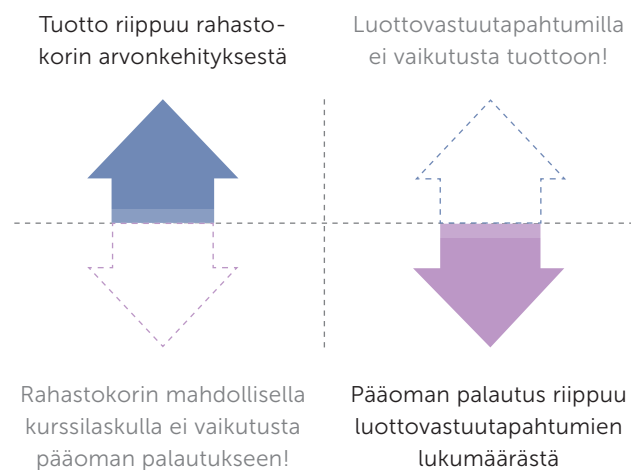 Tuotto riippuu rahasto-
korin arvonkehityksestä
Luottovastuutapahtumilla
ei vaikutusta tuottoon!
Rahastokorin mahdollisella
kurssilaskulla ei vaikutusta
pääoman palautukseen!
Pääoman palautus riippuu
luottovastuutapahtumien
lukumäärästä